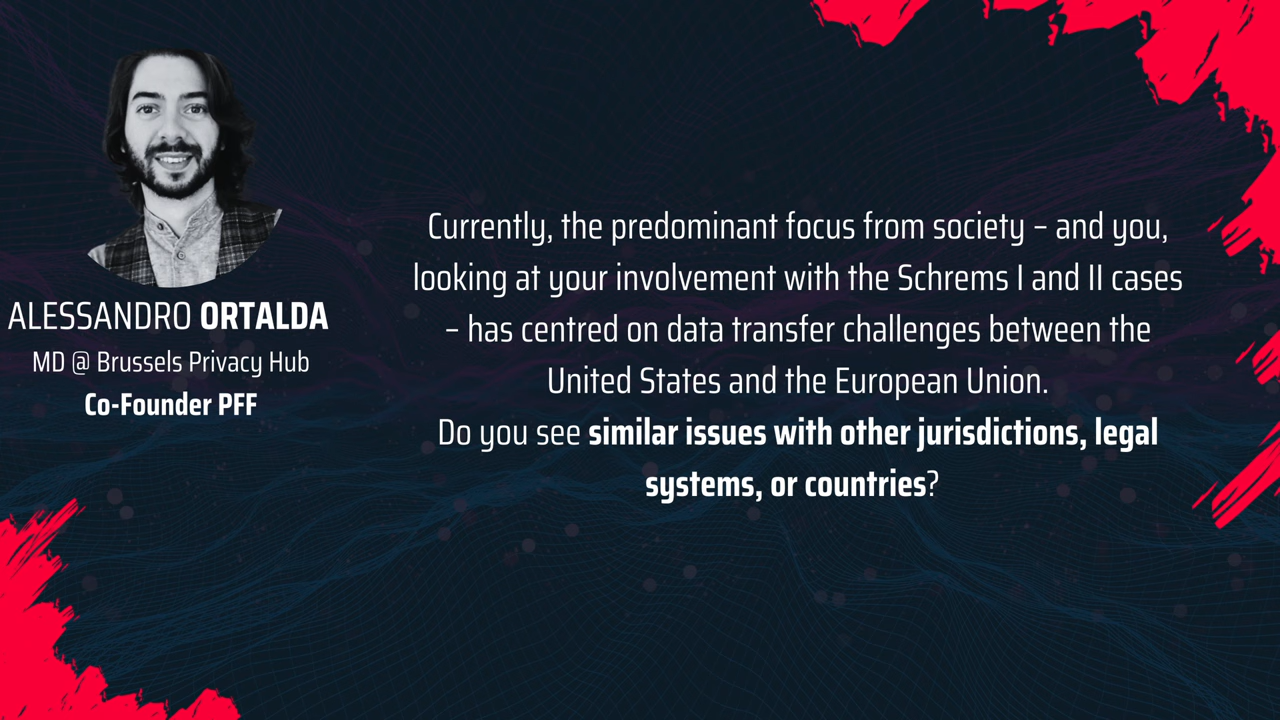 ALESSANDRO ORTALDA
MD @ Brussels Privacy Hub
Co-Founder PFF
Currently, the predominant focus from society – and you,
looking at your involvement with the Schrems I and II cases
– has centred on data transfer challenges between the
United States and the European Union.
Do you see similar issues with other jurisdictions, legal
systems, or countries?